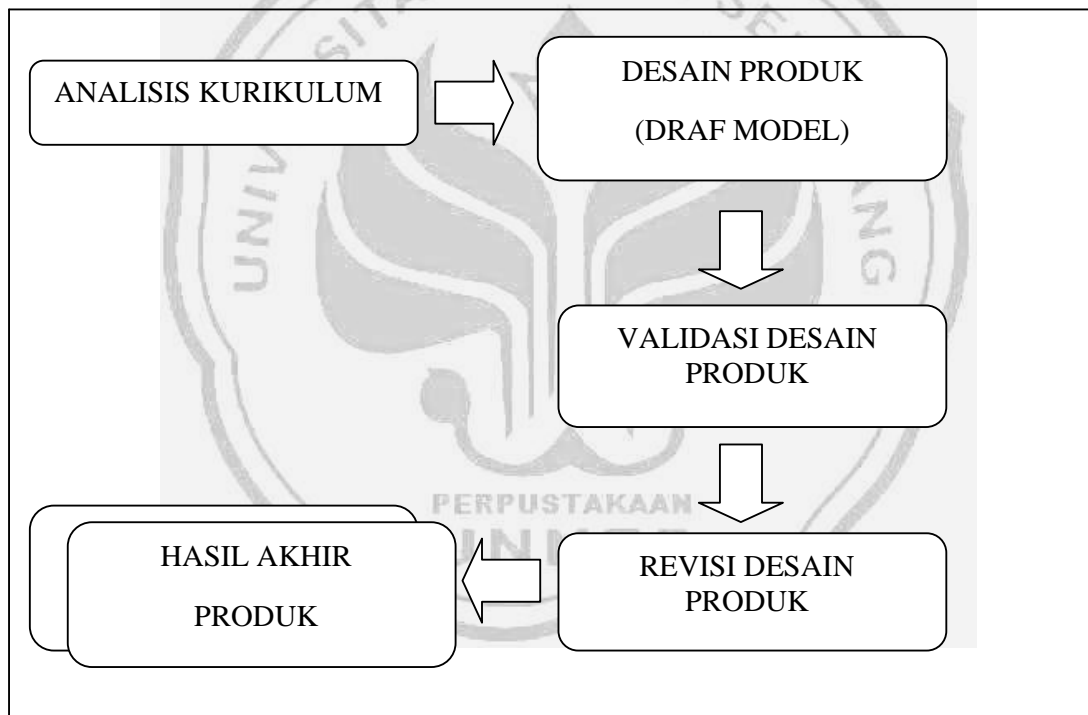 ANALISIS KURIKULUM
DESAIN PRODUK
(DRAF MODEL)
VALIDASI DESAIN
PRODUK
REVISI DESAIN
PRODUK
HASIL AKHIR
PRODUK
PERPUSTAKAAN